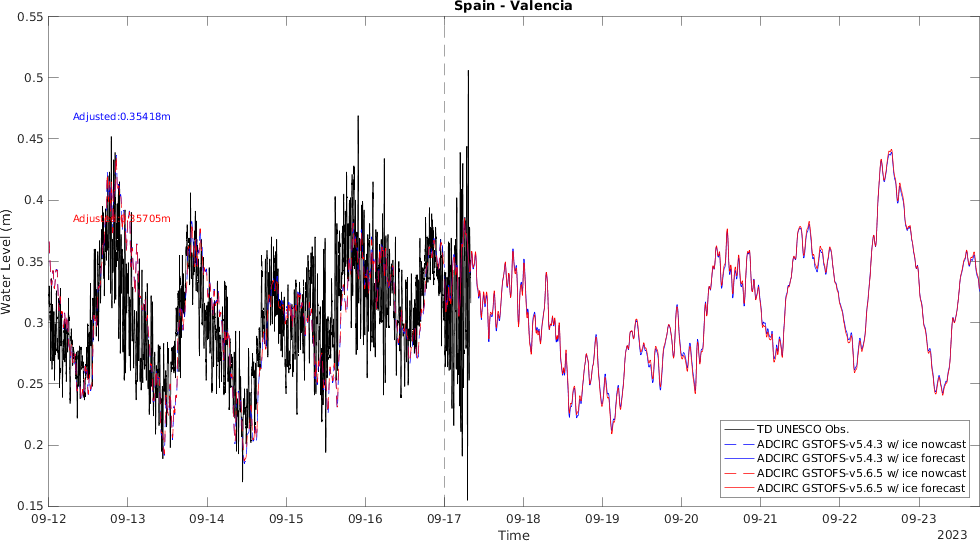 Spain - Valencia
0.55
0.5
0.45
0.4
0.35
0.3
0.25
0.2
0.15
Water Level (m)
Adjusted:0.35418m
Adjusted:0.35705m
09-12
09-13
09-14
09-15
09-16
09-17
09-18
09-19
09-20
09-21
09-22
09-23
Time
2023
TD UNESCO Obs.
ADCIRC GSTOFS-v5.4.3 w/ ice nowcast
ADCIRC GSTOFS-v5.4.3 w/ ice forecast
ADCIRC GSTOFS-v5.6.5 w/ ice nowcast
ADCIRC GSTOFS-v5.6.5 w/ ice forecast